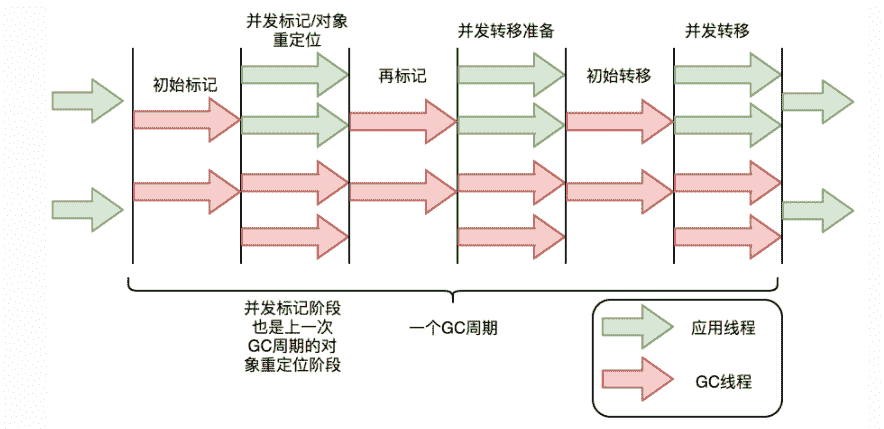 并发标记/对象
重定位
并发转移准备
并发转移
初始标记
再标记
初始转移
并发标记阶段
也是上一次
GC周期的对
象重定位阶段
一个GC周期
应用线程
GC线程